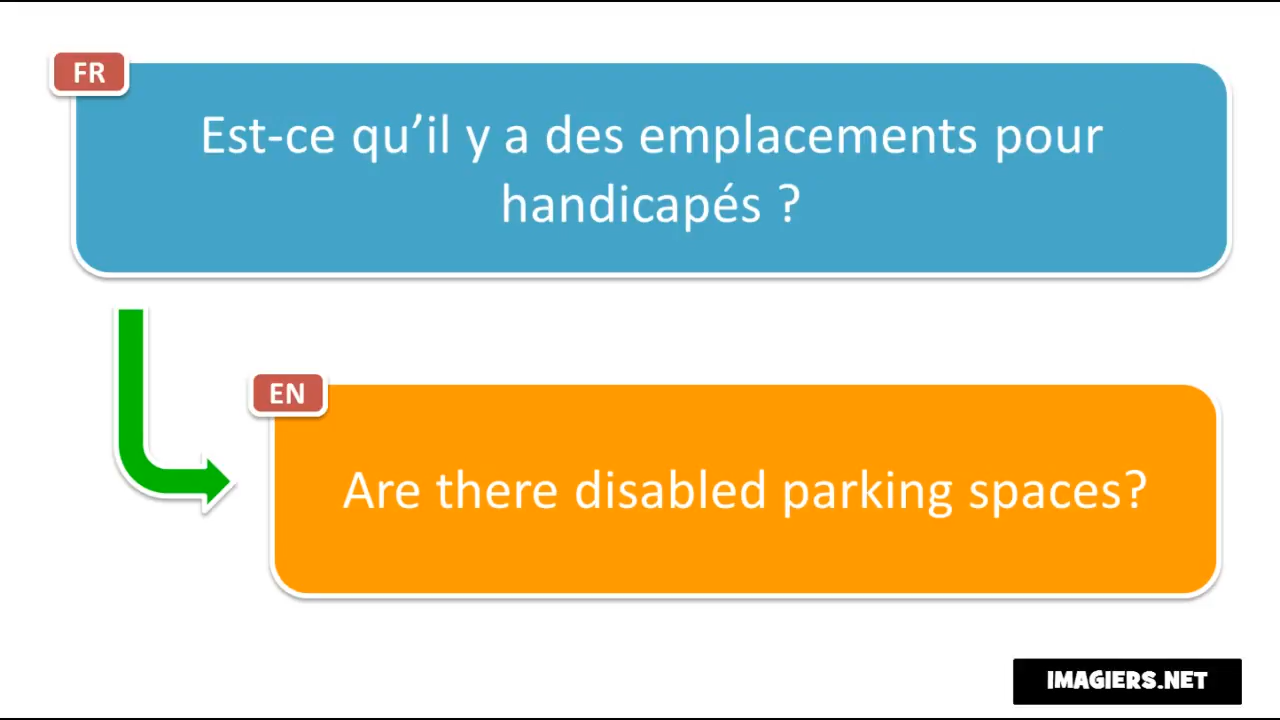 FR
Est-ce qu’il y a des emplacements pour
handicapés ?
EN
Are there disabled parking spaces?
IMAGIERS.NET